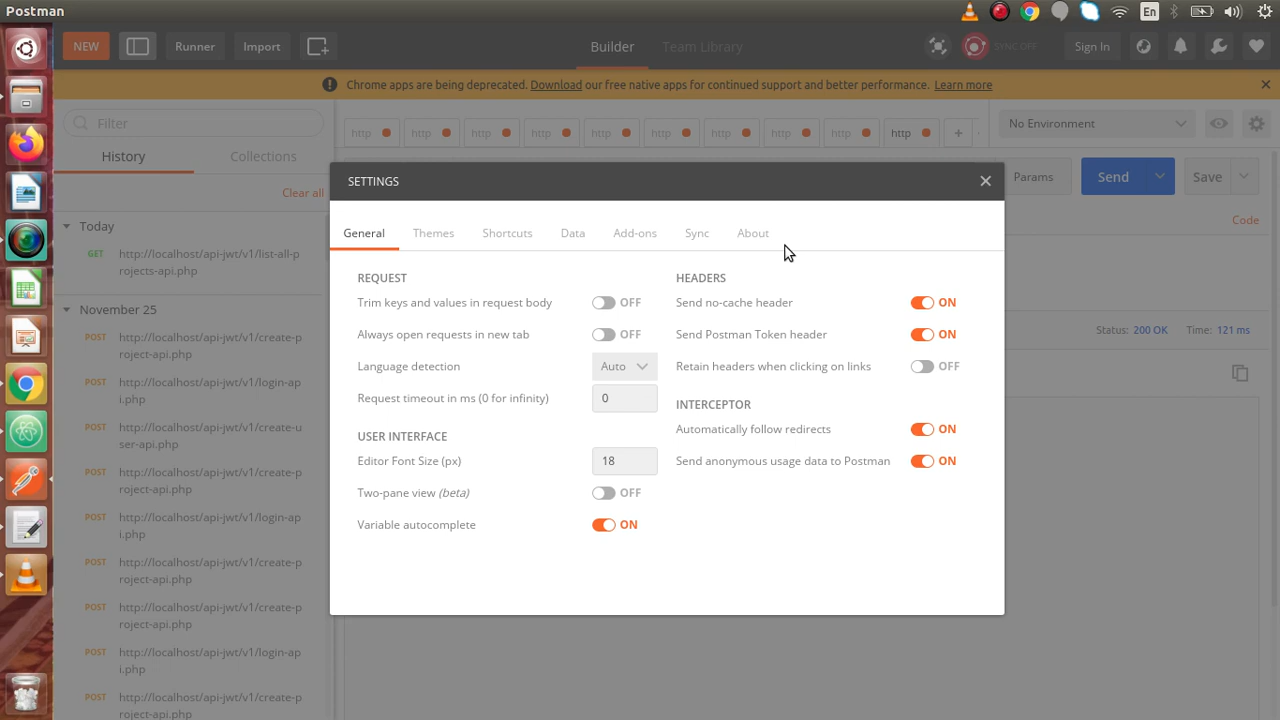 Postman
En
NEW
Runner
Import
Builder
Team Library
SYNC OFF
Sign In
Chrome apps are being deprecated. Download our free native apps for continued support and better performance. Learn more
Filter
http
http
http
http
http
http
http
http
http
http
No Environment
History
Collections
Clear all
Params
Send
Save
Code
Today
GET
http://localhost/api-jwt/v1/list-all-p
rojects-api.php
November 25
POST
http://localhost/api-jwt/v1/create-p
roject-api.php
POST
http://localhost/api-jwt/v1/login-ap
i.php
POST
http://localhost/api-jwt/v1/create-u
ser-api.php
POST
http://localhost/api-jwt/v1/create-p
roject-api.php
POST
http://localhost/api-jwt/v1/login-ap
i.php
POST
http://localhost/api-jwt/v1/create-p
roject-api.php
POST
http://localhost/api-jwt/v1/create-p
roject-api.php
POST
http://localhost/api-jwt/v1/login-ap
i.php
POST
http://localhost/api-jwt/v1/create-p
roject-api.php
Status: 200 OK
Time: 121 ms
SETTINGS
General
Themes
Shortcuts
Data
Add-ons
Sync
About
REQUEST
Trim keys and values in request body
OFF
Always open requests in new tab
OFF
Language detection
Auto
Request timeout in ms (0 for infinity)
0
USER INTERFACE
Editor Font Size (px)
18
Two-pane view (beta)
OFF
Variable autocomplete
ON
HEADERS
Send no-cache header
ON
Send Postman Token header
ON
Retain headers when clicking on links
OFF
INTERCEPTOR
Automatically follow redirects
ON
Send anonymous usage data to Postman
ON